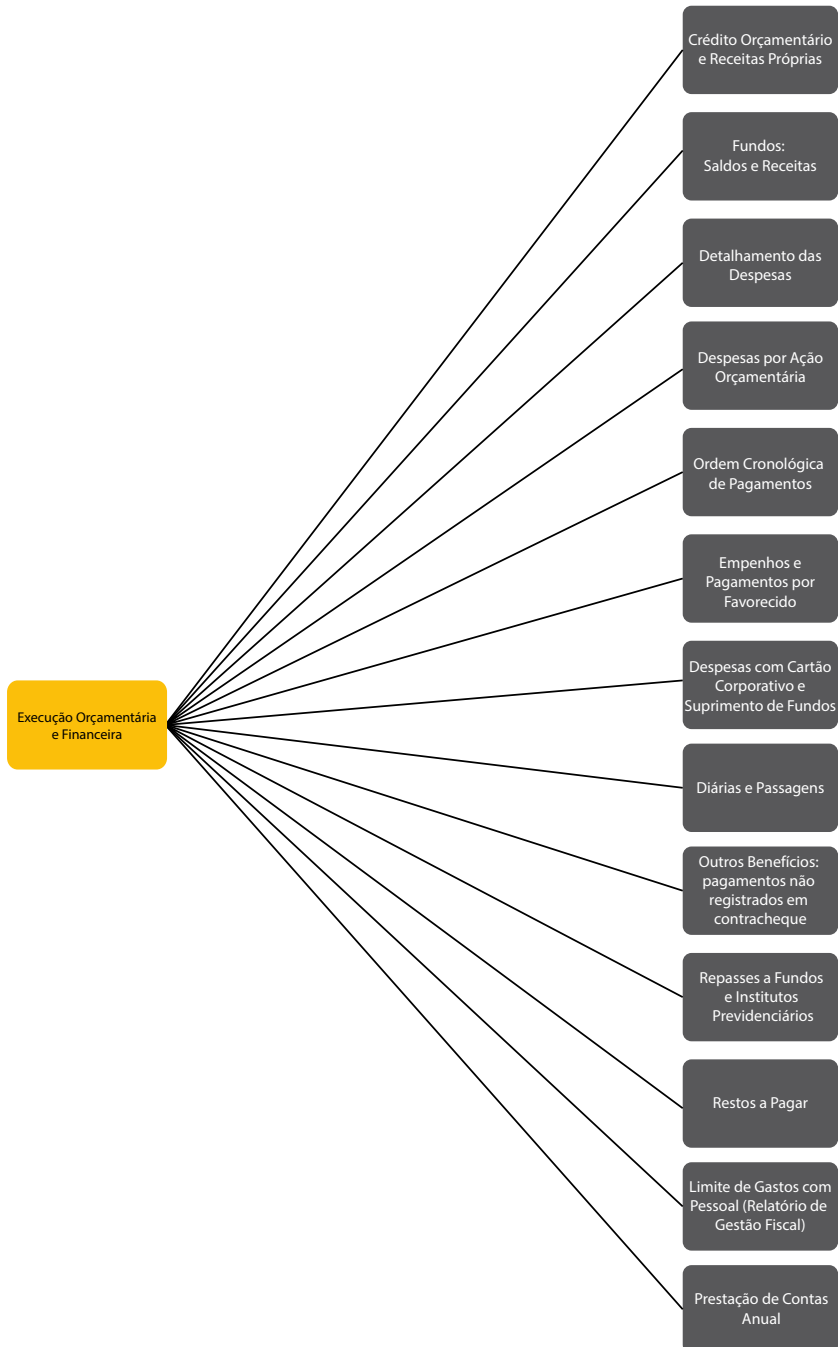 Crédito Orçamentário
e Receitas Próprias
Fundos:
Saldos e Receitas
Detalhamento das
Despesas
Despesas por Ação
Orçamentária
Ordem Cronológica
de Pagamentos
Empenhos e
Pagamentos por
Favorecido
Despesas com Cartão
Corporativo e
Suprimento de Fundos
Execução Orçamentária
e Financeira
Diárias e Passagens
Outros Benefícios:
pagamentos não
registrados em
contracheque
Repasses a Fundos
e Institutos
Previdenciários
Restos a Pagar
Limite de Gastos com
Pessoal (Relatório de
Gestão Fiscal)
Prestação de Contas
Anual